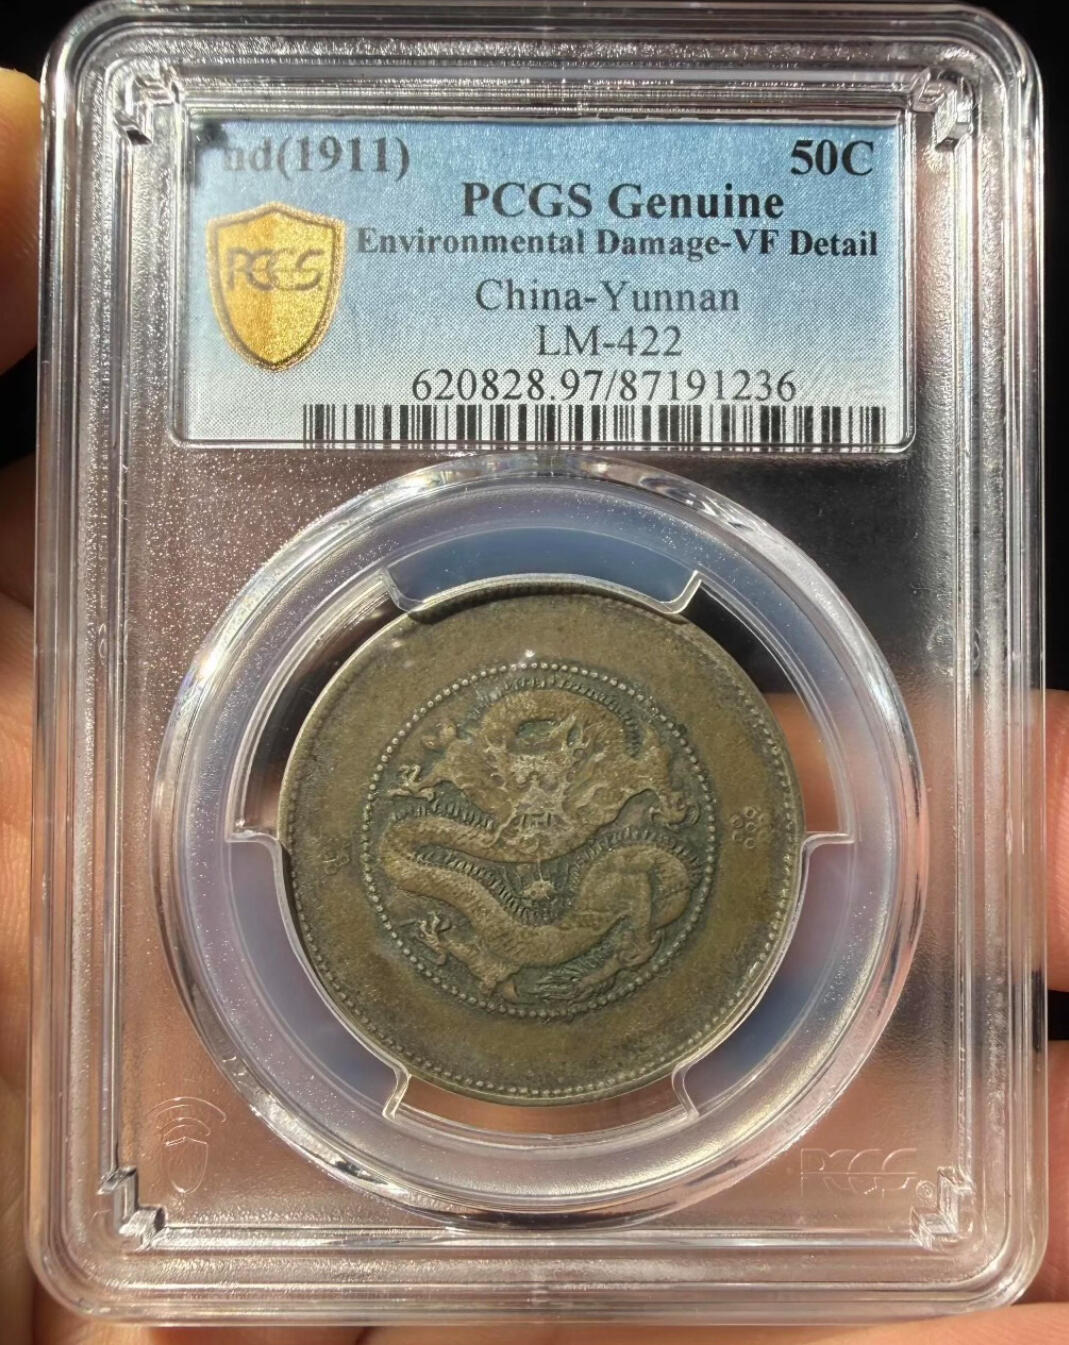 nd(1911) 50C
PCGS Genuine
Environmental Damage-VF Detail
PCGS
China-Yunnan
LM-422
620828.97/87191236
PCGS